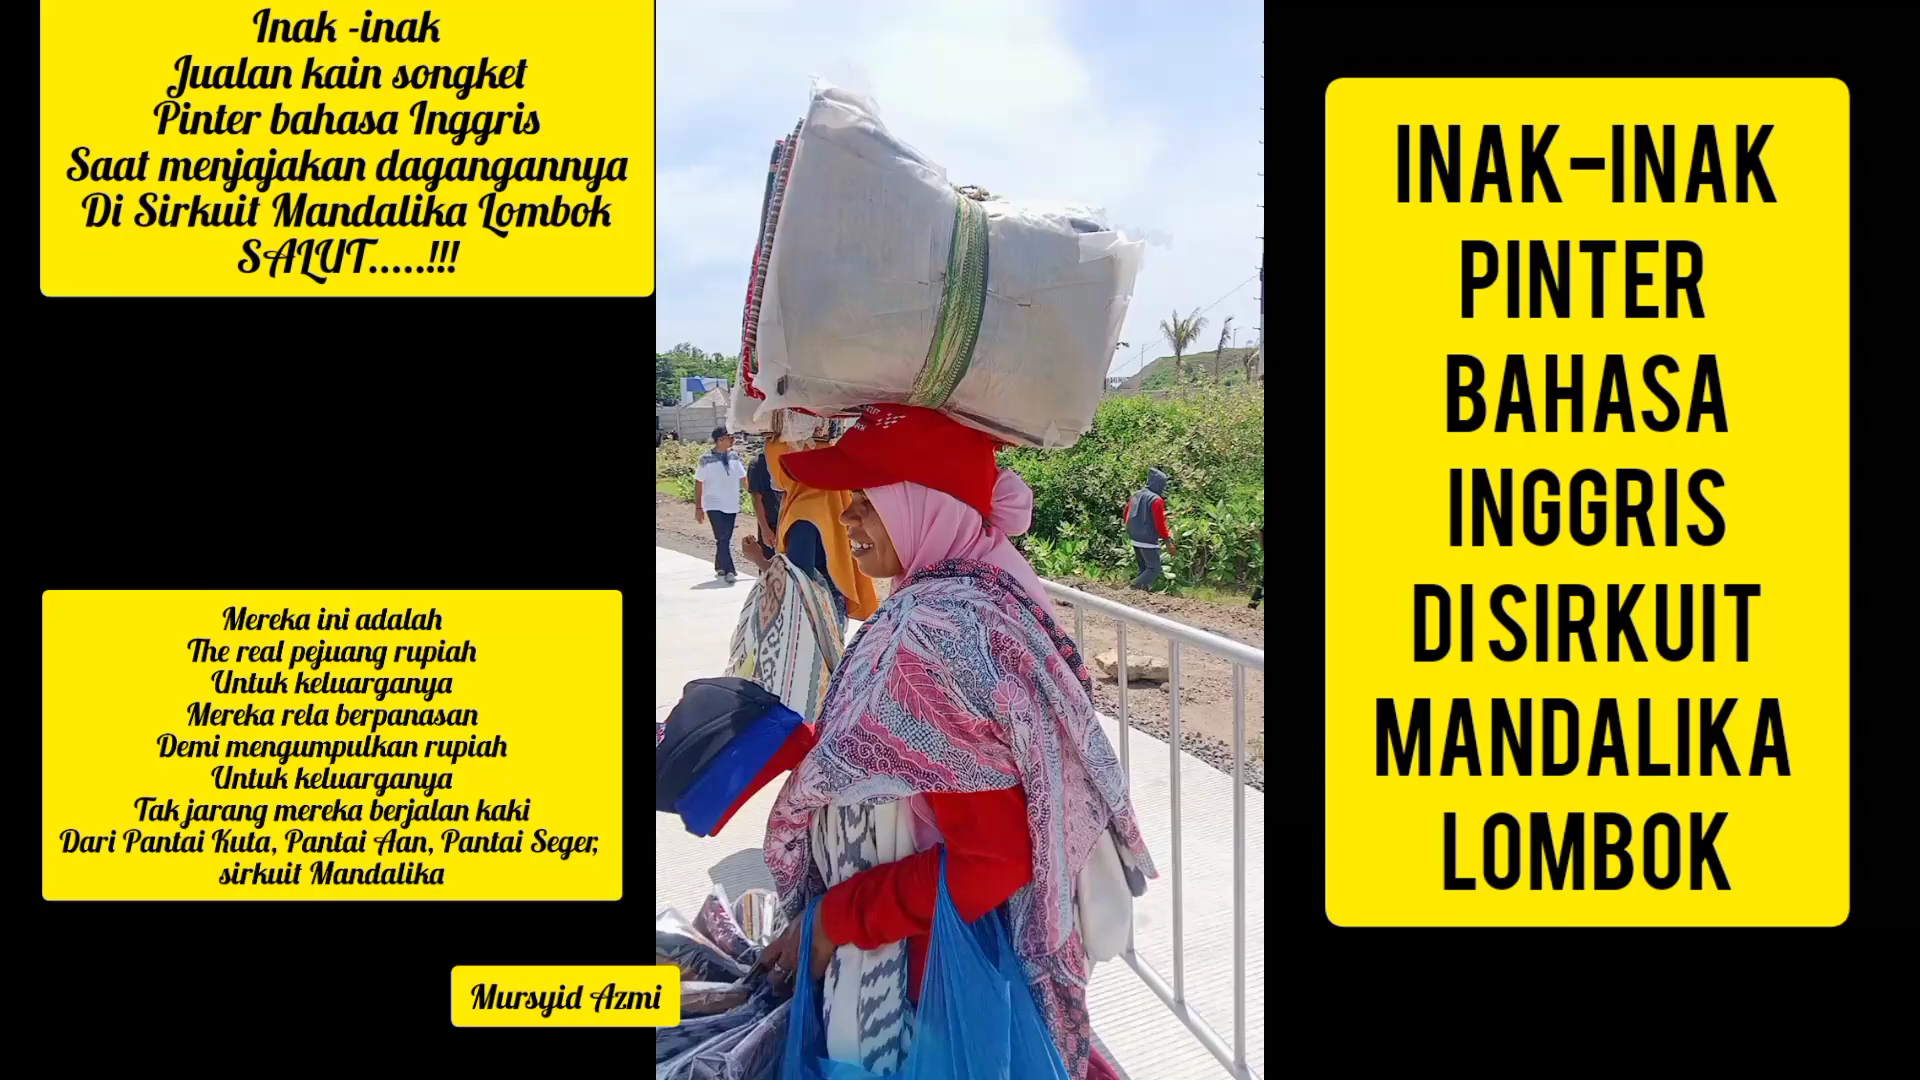 Inak -inak
Jualan kain songket
Pinter bahasa Inggris
Saat menjajakan dagangannya
Di Sirkuit Mandalika Lombok
SALUT.....!!!
Mereka ini adalah
The real pejuang rupiah
Untuk keluarganya
Mereka rela berpanasan
Demi mengumpulkan rupiah
Untuk keluarganya
Tak jarang mereka berjalan kaki
Dari Pantai Kuta, Pantai Aan, Pantai Seger,
sirkuit Mandalika
Mursyid Azmi
INAK-INAK
PINTER
BAHASA
INGGRIS
DI SIRKUIT
MANDALIKA
LOMBOK